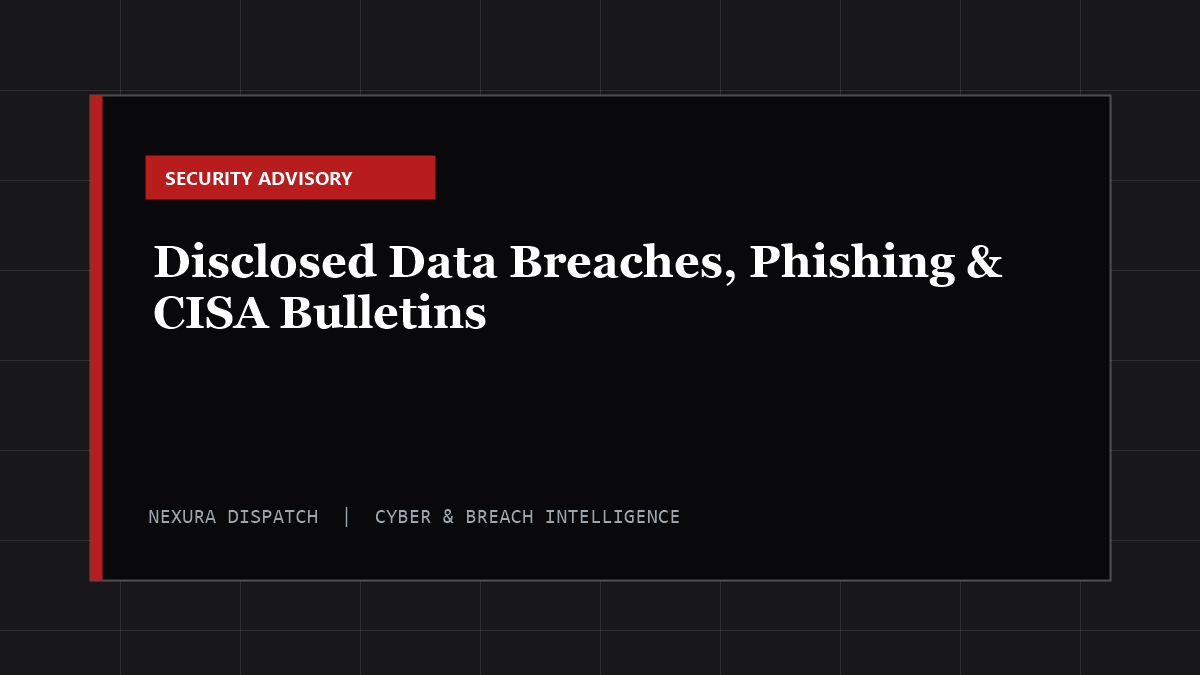 SECURITY ADVISORY
Disclosed Data Breaches, Phishing &
CISA Bulletins
NEXURA DISPATCH | CYBER & BREACH INTELLIGENCE